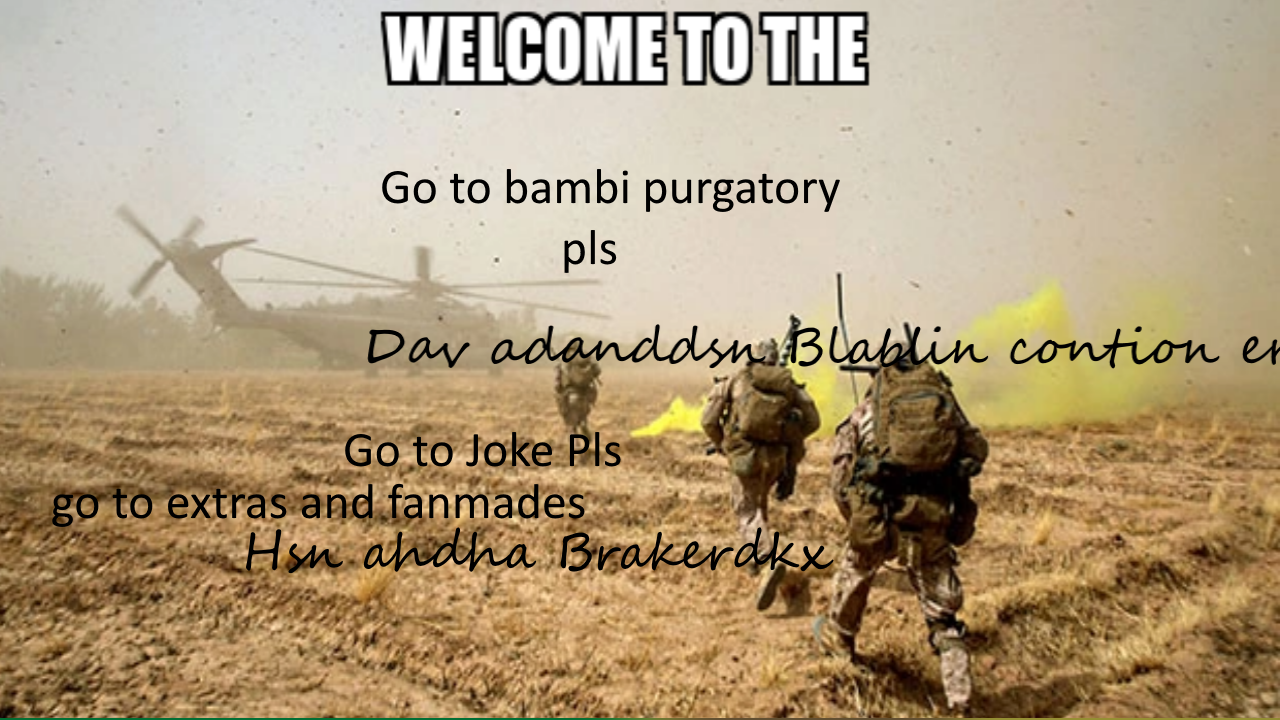 WELCOME TO THE
Go to bambi purgatory
pls
Dav adanddsn Blablin contion
Go to Joke Pls
go to extras and fanmades
Hsn ahdha Brakerdkx